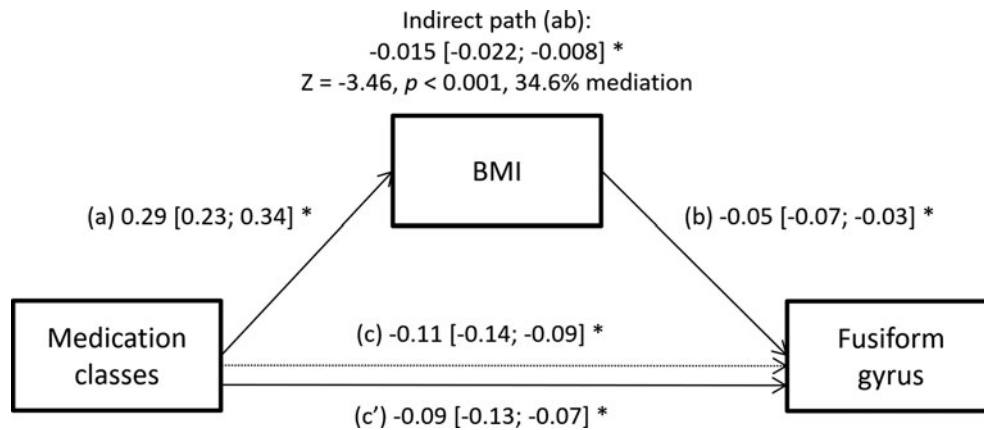 Indirect path (ab):
-0.015 [-0.022; -0.008] *
Z = -3.46, p < 0.001, 34.6% mediation
BMI
(a) 0.29 [0.23; 0.34] *
(b) -0.05 [-0.07; -0.03] *
Medication
classes
(c) -0.11 [-0.14; -0.09] *
(c’) -0.09 [-0.13; -0.07] *
Fusiform
gyrus